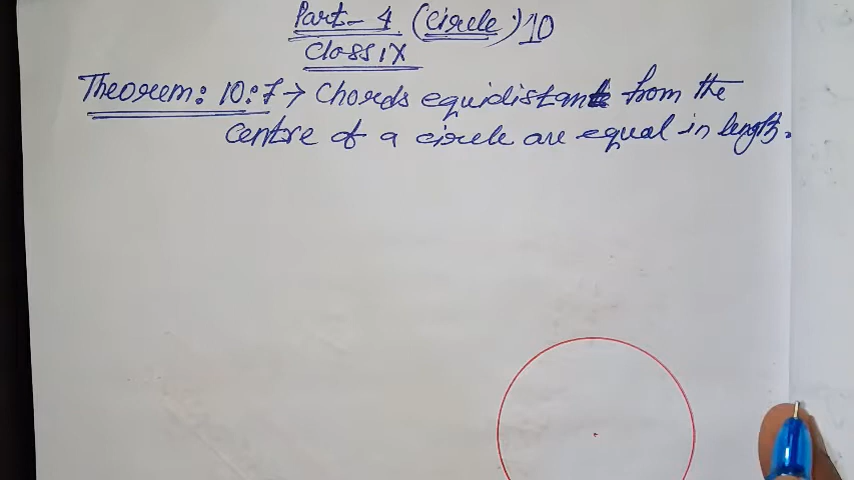 Part-4 (Circle) 10
Class IX
Theorem: 10:7→ Chords equidistant from the
centre of a circle are equal in length.